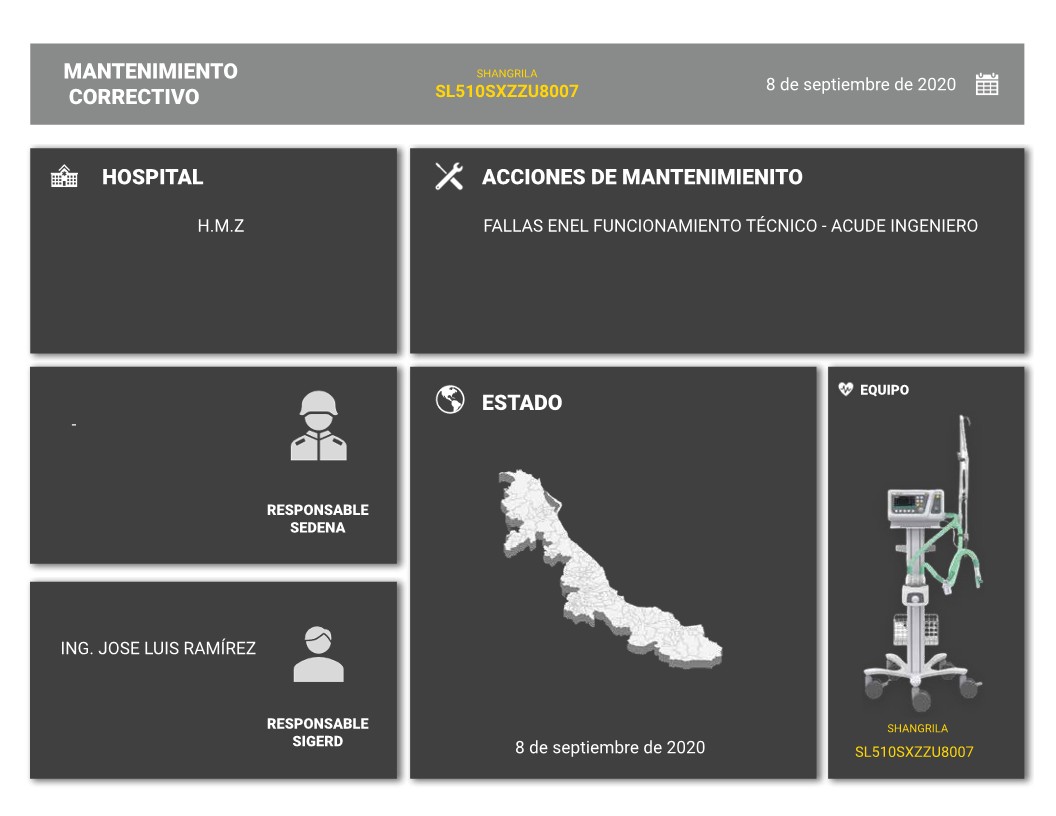 MANTENIMIENTO
CORRECTIVO
SHANGRILA
SL510SXZZU8007
8 de septiembre de 2020
HOSPITAL
H.M.Z
ACCIONES DE MANTENIMIENITO
FALLAS ENEL FUNCIONAMIENTO TÉCNICO - ACUDE INGENIERO
-
RESPONSABLE
SEDENA
ING. JOSE LUIS RAMÍREZ
RESPONSABLE
SIGERD
ESTADO
8 de septiembre de 2020
EQUIPO
SHANGRILA
SL510SXZZU8007